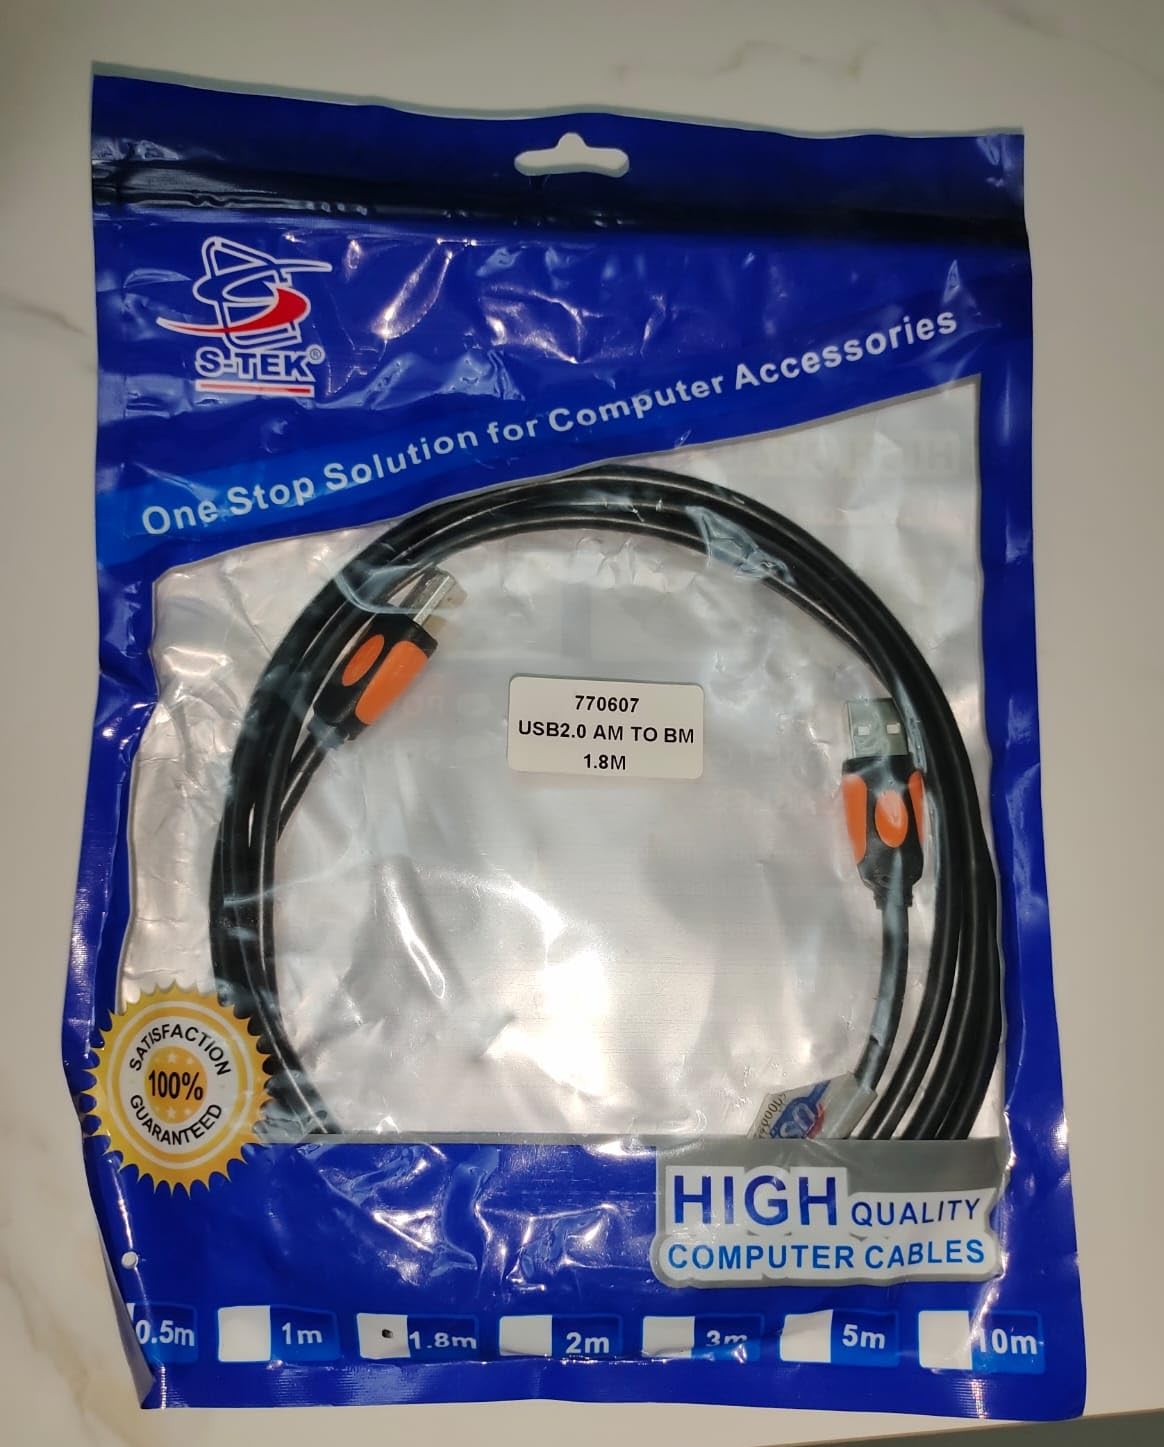 S-TEK®
One Stop Solution for Computer Accessories
770607
USB2.0 AM TO BM
1.8M
SATISFACTION
100%
GUARANTEED
HIGH QUALITY
COMPUTER CABLES
0.5m 1m 1.8m 2m 3m 5m 10m